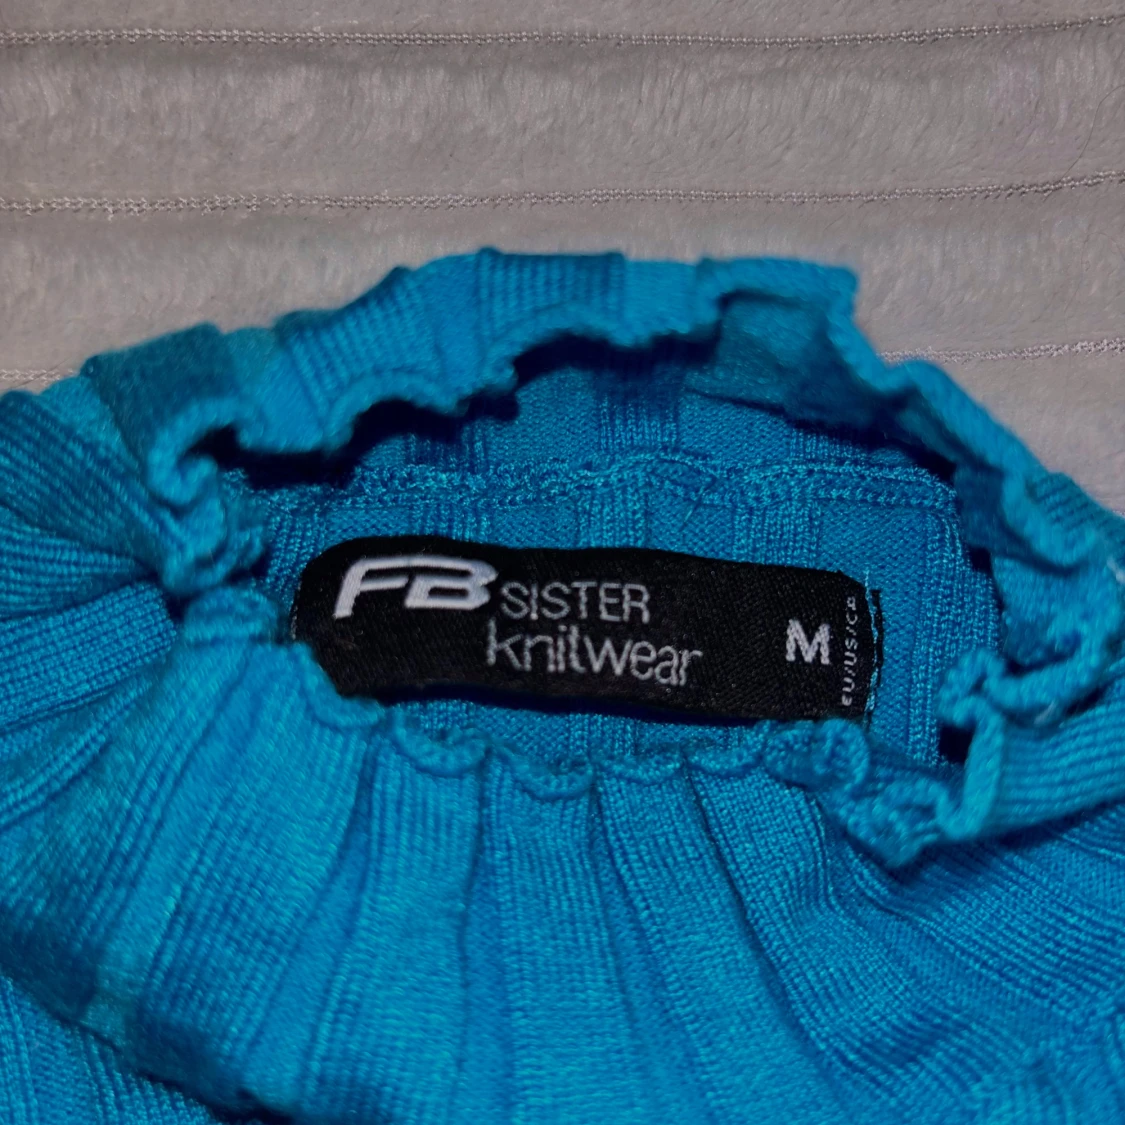 FB SISTER
knitwear
M
EU/US/CA